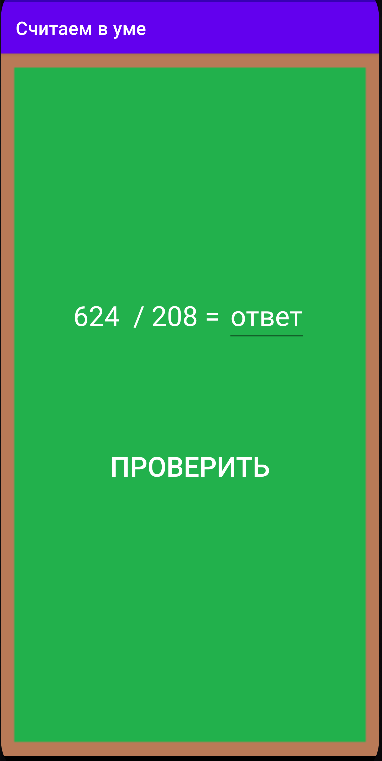 Считаем в уме
624 / 208 = ответ
ПРОВЕРИТЬ